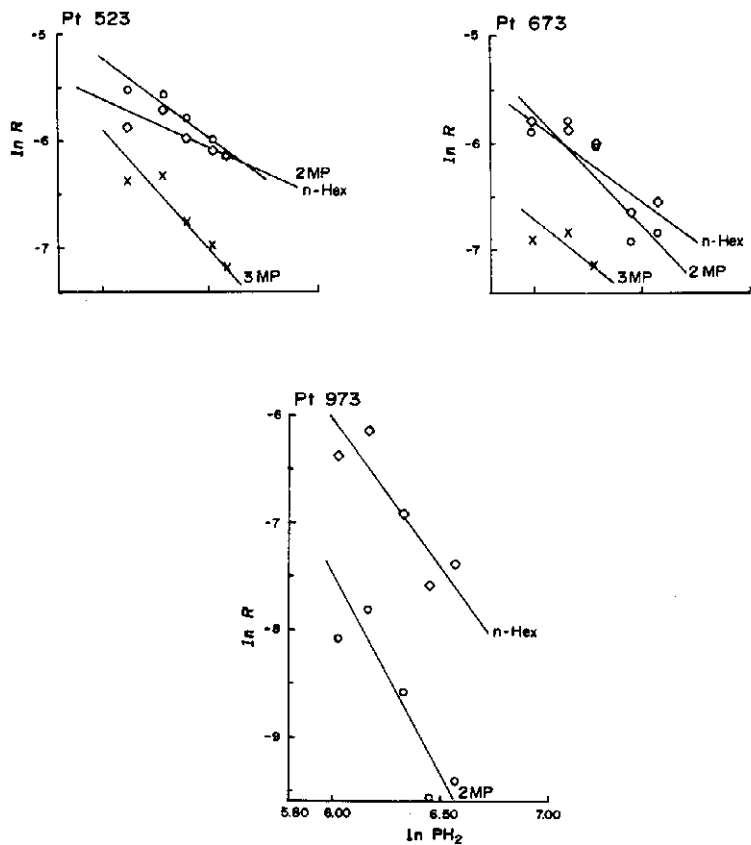 Pt 523
-5
-6
-7
ln R
2MP
n-Hex
3MP
Pt 673
-5
-6
-7
ln R
n-Hex
2MP
3MP
Pt 973
-6
-7
-8
-9
ln R
n-Hex
2MP
5.80 6.00 6.50 7.00
ln PH₂